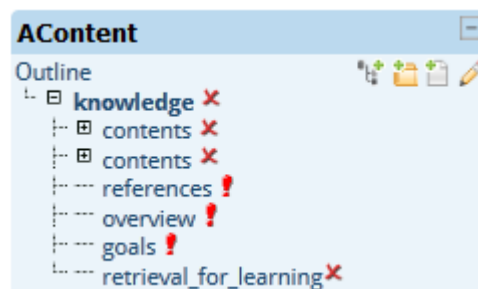 AContent
Outline
knowledge
contents
contents
references
overview
goals
retrieval_for_learning